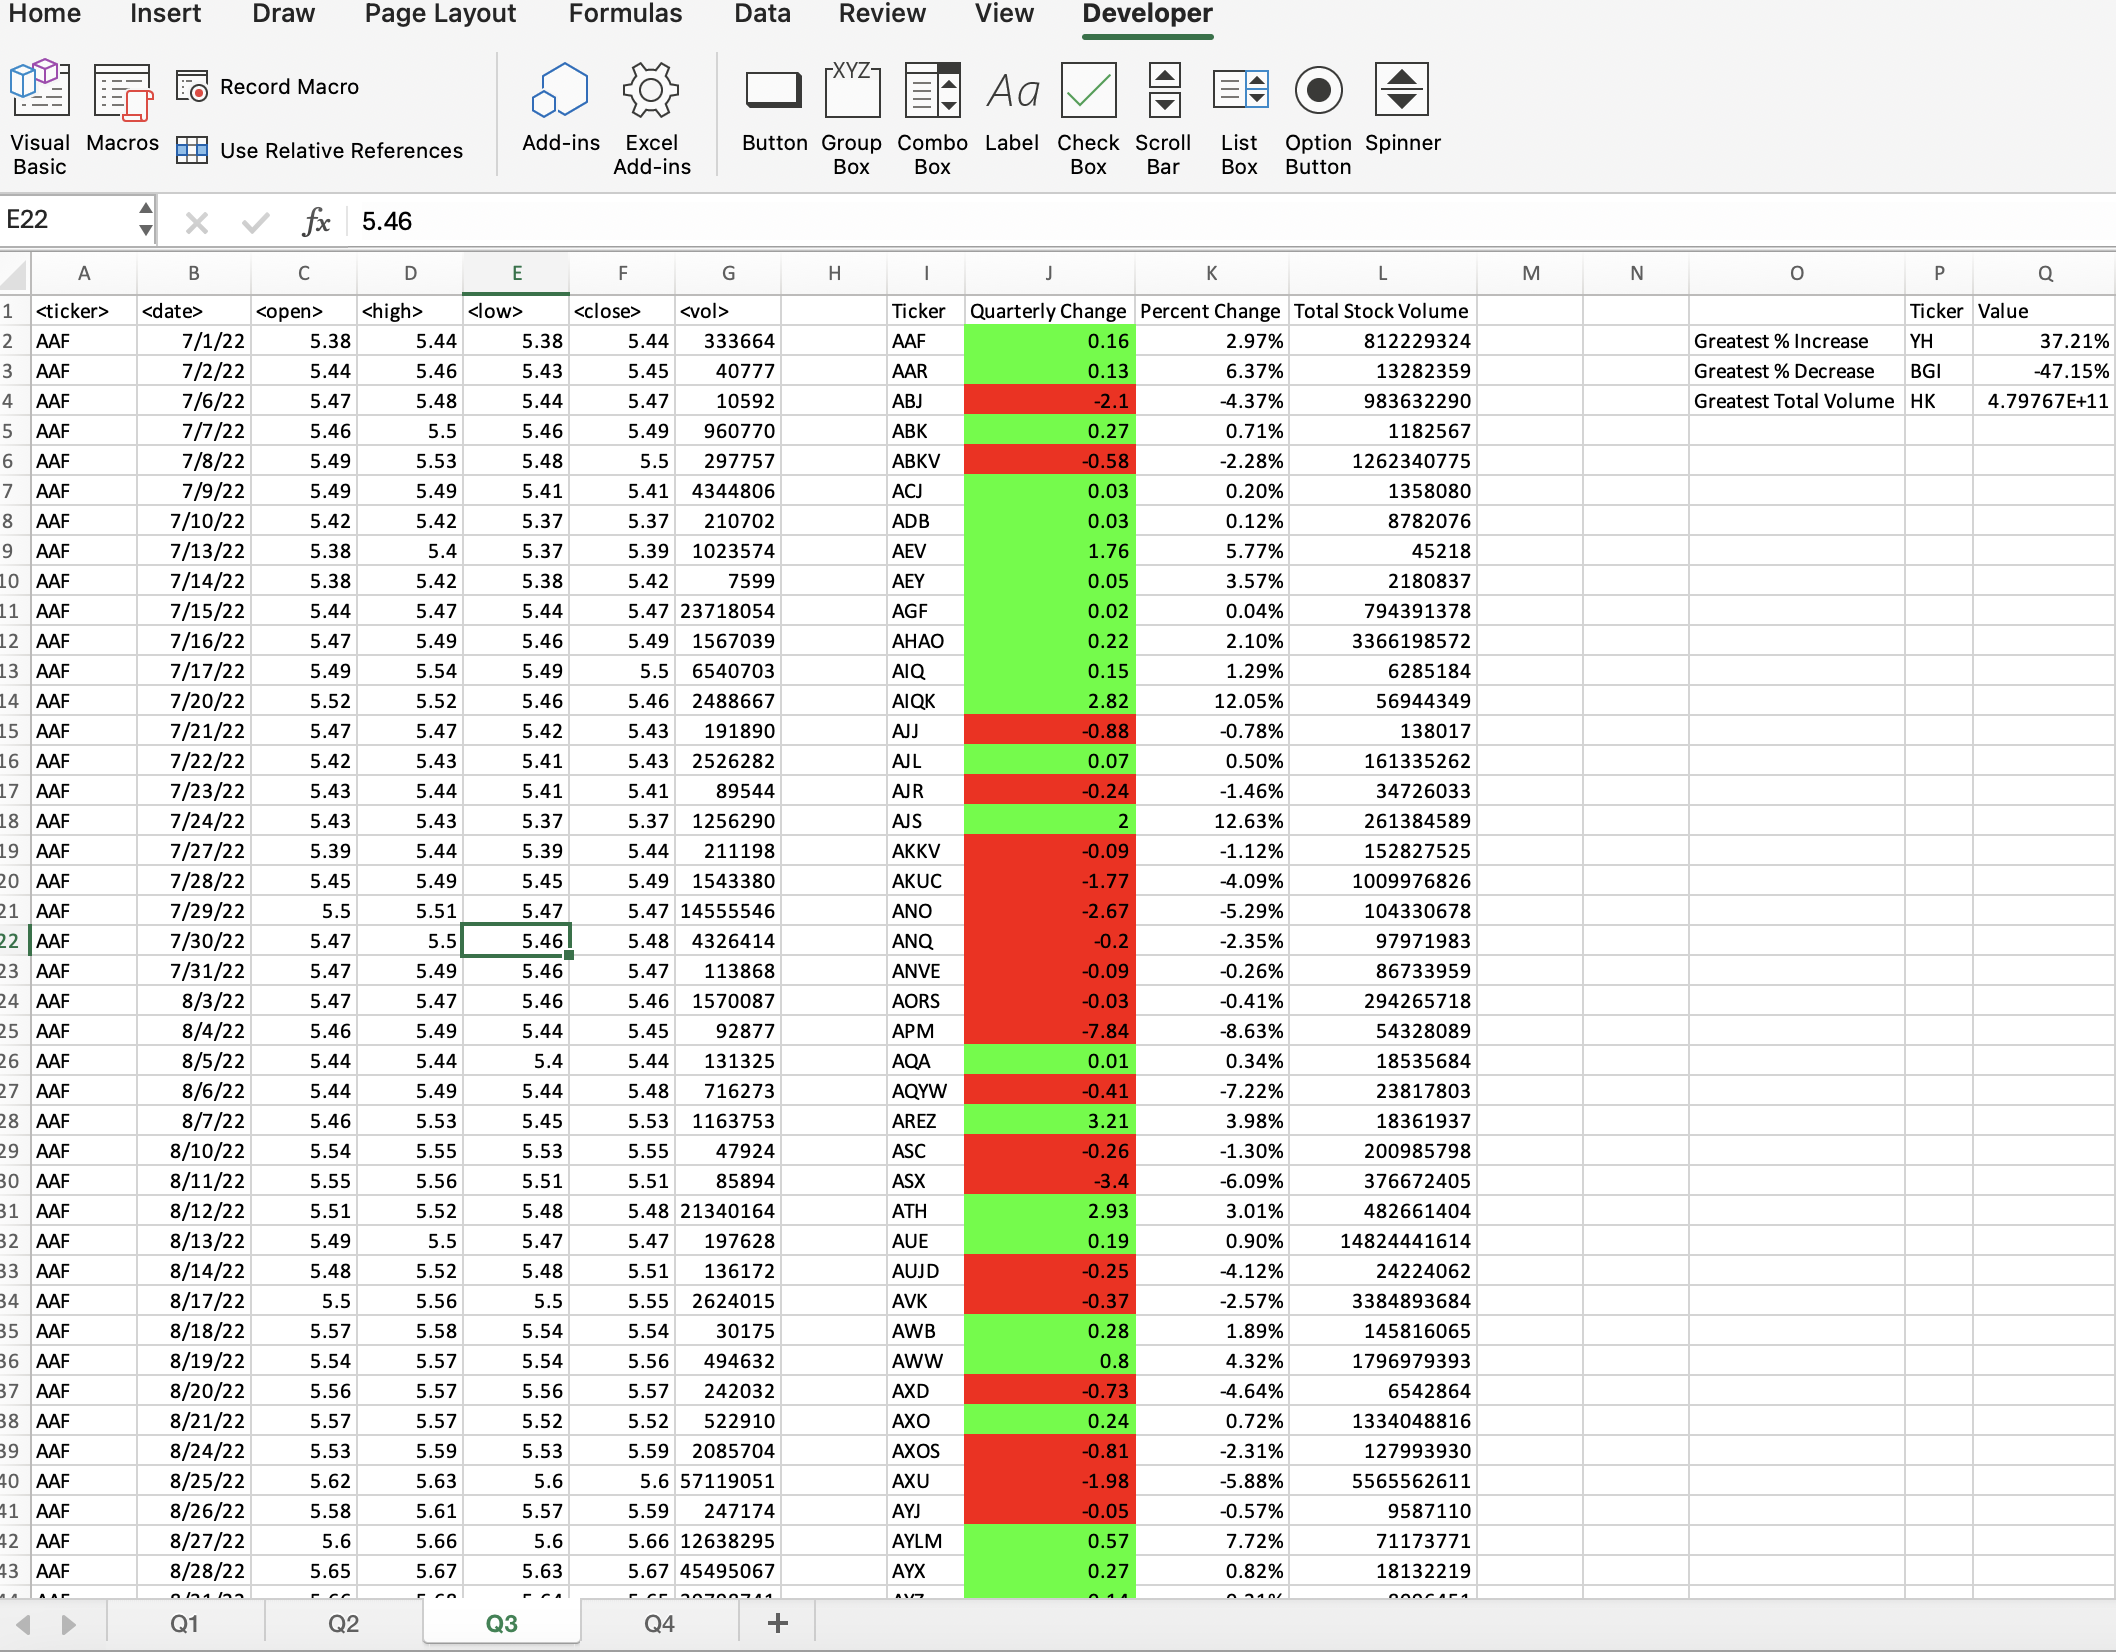 Home Insert Draw Page Layout Formulas Data Review View Developer
Record Macro
Use Relative References
Visual Basic Macros Add-ins Excel Add-ins Button XYZ Group Box Combo Box Aa Label Check Box Scroll Bar List Box Option Button Spinner
E22 fx 5.46
A B C D E F G H I J K L M N O P Q
1 <ticker> <date> <open> <high> <low> <close> <vol> Ticker Quarterly Change Percent Change Total Stock Volume Ticker Value
2 AAF 7/1/22 5.38 5.44 5.38 5.44 333664 AAF 0.16 2.97% 812229324 Greatest % Increase YH 37.21%
3 AAF 7/2/22 5.44 5.46 5.43 5.45 40777 AAR 0.13 6.37% 13282359 Greatest % Decrease BGI -47.15%
4 AAF 7/6/22 5.47 5.48 5.44 5.47 10592 ABJ -2.1 -4.37% 983632290 Greatest Total Volume HK 4.79767E+11
5 AAF 7/7/22 5.46 5.5 5.46 5.49 960770 ABK 0.27 0.71% 1182567
6 AAF 7/8/22 5.49 5.53 5.48 5.5 297757 ABKV -0.58 -2.28% 1262340775
7 AAF 7/9/22 5.49 5.49 5.41 5.41 4344806 ACJ 0.03 0.20% 1358080
8 AAF 7/10/22 5.42 5.42 5.37 5.37 210702 ADB 0.03 0.12% 8782076
9 AAF 7/13/22 5.38 5.4 5.37 5.39 1023574 AEV 1.76 5.77% 45218
10 AAF 7/14/22 5.38 5.42 5.38 5.42 7599 AEY 0.05 3.57% 2180837
11 AAF 7/15/22 5.44 5.47 5.44 5.47 23718054 AGF 0.02 0.04% 794391378
12 AAF 7/16/22 5.47 5.49 5.46 5.49 1567039 AHAO 0.22 2.10% 3366198572
13 AAF 7/17/22 5.49 5.54 5.49 5.5 6540703 AIQ 0.15 1.29% 6285184
14 AAF 7/20/22 5.52 5.52 5.46 5.46 2488667 AIQK 2.82 12.05% 56944349
15 AAF 7/21/22 5.47 5.47 5.42 5.43 191890 AJJ -0.88 -0.78% 138017
16 AAF 7/22/22 5.42 5.43 5.41 5.43 2526282 AJL 0.07 0.50% 161335262
17 AAF 7/23/22 5.43 5.44 5.41 5.41 89544 AJR -0.24 -1.46% 34726033
18 AAF 7/24/22 5.43 5.43 5.37 5.37 1256290 AJS 2 12.63% 261384589
19 AAF 7/27/22 5.39 5.44 5.39 5.44 211198 AKKV -0.09 -1.12% 152827525
20 AAF 7/28/22 5.45 5.49 5.45 5.49 1543380 AKUC -1.77 -4.09% 1009976826
21 AAF 7/29/22 5.5 5.51 5.47 5.47 14555546 ANO -2.67 -5.29% 104330678
22 AAF 7/30/22 5.47 5.5 5.46 5.48 4326414 ANQ -0.2 -2.35% 97971983
23 AAF 7/31/22 5.47 5.49 5.46 5.47 113868 ANVE -0.09 -0.26% 86733959
24 AAF 8/3/22 5.47 5.47 5.46 5.46 1570087 AORS -0.03 -0.41% 294265718
25 AAF 8/4/22 5.46 5.49 5.44 5.45 92877 APM -7.84 -8.63% 54328089
26 AAF 8/5/22 5.44 5.44 5.4 5.44 131325 AQA 0.01 0.34% 18535684
27 AAF 8/6/22 5.44 5.49 5.44 5.48 716273 AQYW -0.41 -7.22% 23817803
28 AAF 8/7/22 5.46 5.53 5.45 5.53 1163753 AREZ 3.21 3.98% 18361937
29 AAF 8/10/22 5.54 5.55 5.53 5.55 47924 ASC -0.26 -1.30% 200985798
30 AAF 8/11/22 5.55 5.56 5.51 5.51 85894 ASX -3.4 -6.09% 376672405
31 AAF 8/12/22 5.51 5.52 5.48 5.48 21340164 ATH 2.93 3.01% 482661404
32 AAF 8/13/22 5.49 5.5 5.47 5.47 197628 AUE 0.19 0.90% 14824441614
33 AAF 8/14/22 5.48 5.52 5.48 5.51 136172 AUJD -0.25 -4.12% 24224062
34 AAF 8/17/22 5.5 5.56 5.5 5.55 2624015 AVK -0.37 -2.57% 3384893684
35 AAF 8/18/22 5.57 5.58 5.54 5.54 30175 AWB 0.28 1.89% 145816065
36 AAF 8/19/22 5.54 5.57 5.54 5.56 494632 AWW 0.8 4.32% 1796979393
37 AAF 8/20/22 5.56 5.57 5.56 5.57 242032 AXD -0.73 -4.64% 6542864
38 AAF 8/21/22 5.57 5.57 5.52 5.52 522910 AXO 0.24 0.72% 1334048816
39 AAF 8/24/22 5.53 5.59 5.53 5.59 2085704 AXOS -0.81 -2.31% 127993930
40 AAF 8/25/22 5.62 5.63 5.6 5.6 57119051 AXU -1.98 -5.88% 5565562611
41 AAF 8/26/22 5.58 5.61 5.57 5.59 247174 AYJ -0.05 -0.57% 9587110
42 AAF 8/27/22 5.6 5.66 5.6 5.66 12638295 AYLM 0.57 7.72% 71173771
43 AAF 8/28/22 5.65 5.67 5.63 5.67 45495067 AYX 0.27 0.82% 18132219
Q1 Q2 Q3 Q4 +